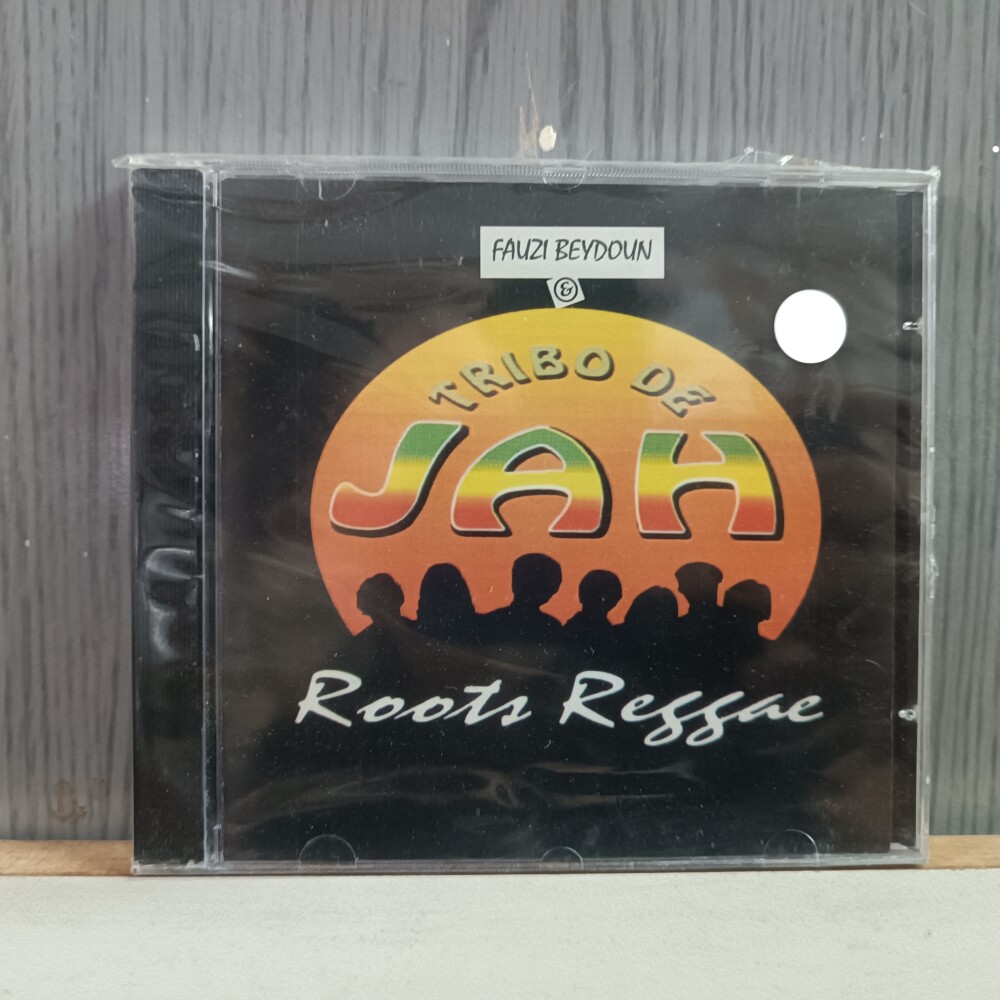 FAUZI BEYDOUN
&
TRIBO DE
JAH
Roots Reggae